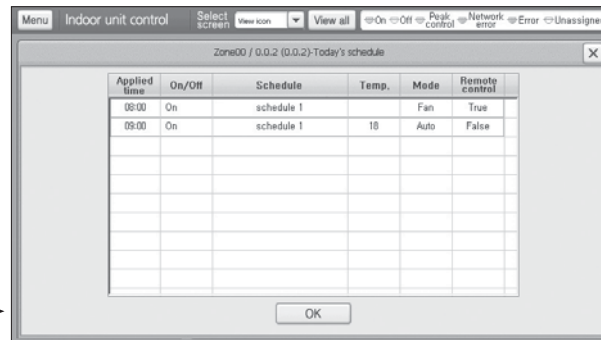 Menu Indoor unit control Select screen View icon View all On Off Peak control Network error Error Unassigne
Zone00 / 0.0.2 (0.0.2)-Today's schedule
Applied time On/Off Schedule Temp. Mode Remote control
08:00 On schedule 1 Fan True
09:00 On schedule 1 18 Auto False
OK